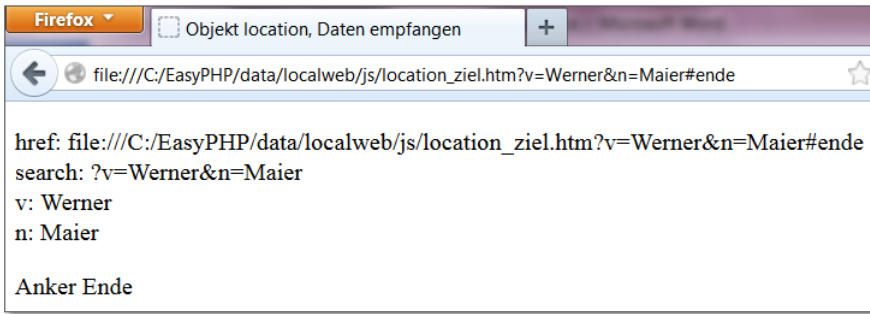 Firefox
Objekt location, Daten empfangen
+
file:///C:/EasyPHP/data/localweb/js/location_ziel.htm?v=Werner&n=Maier#ende
href: file:///C:/EasyPHP/data/localweb/js/location_ziel.htm?v=Werner&n=Maier#ende
search: ?v=Werner&n=Maier
v: Werner
n: Maier
Anker Ende